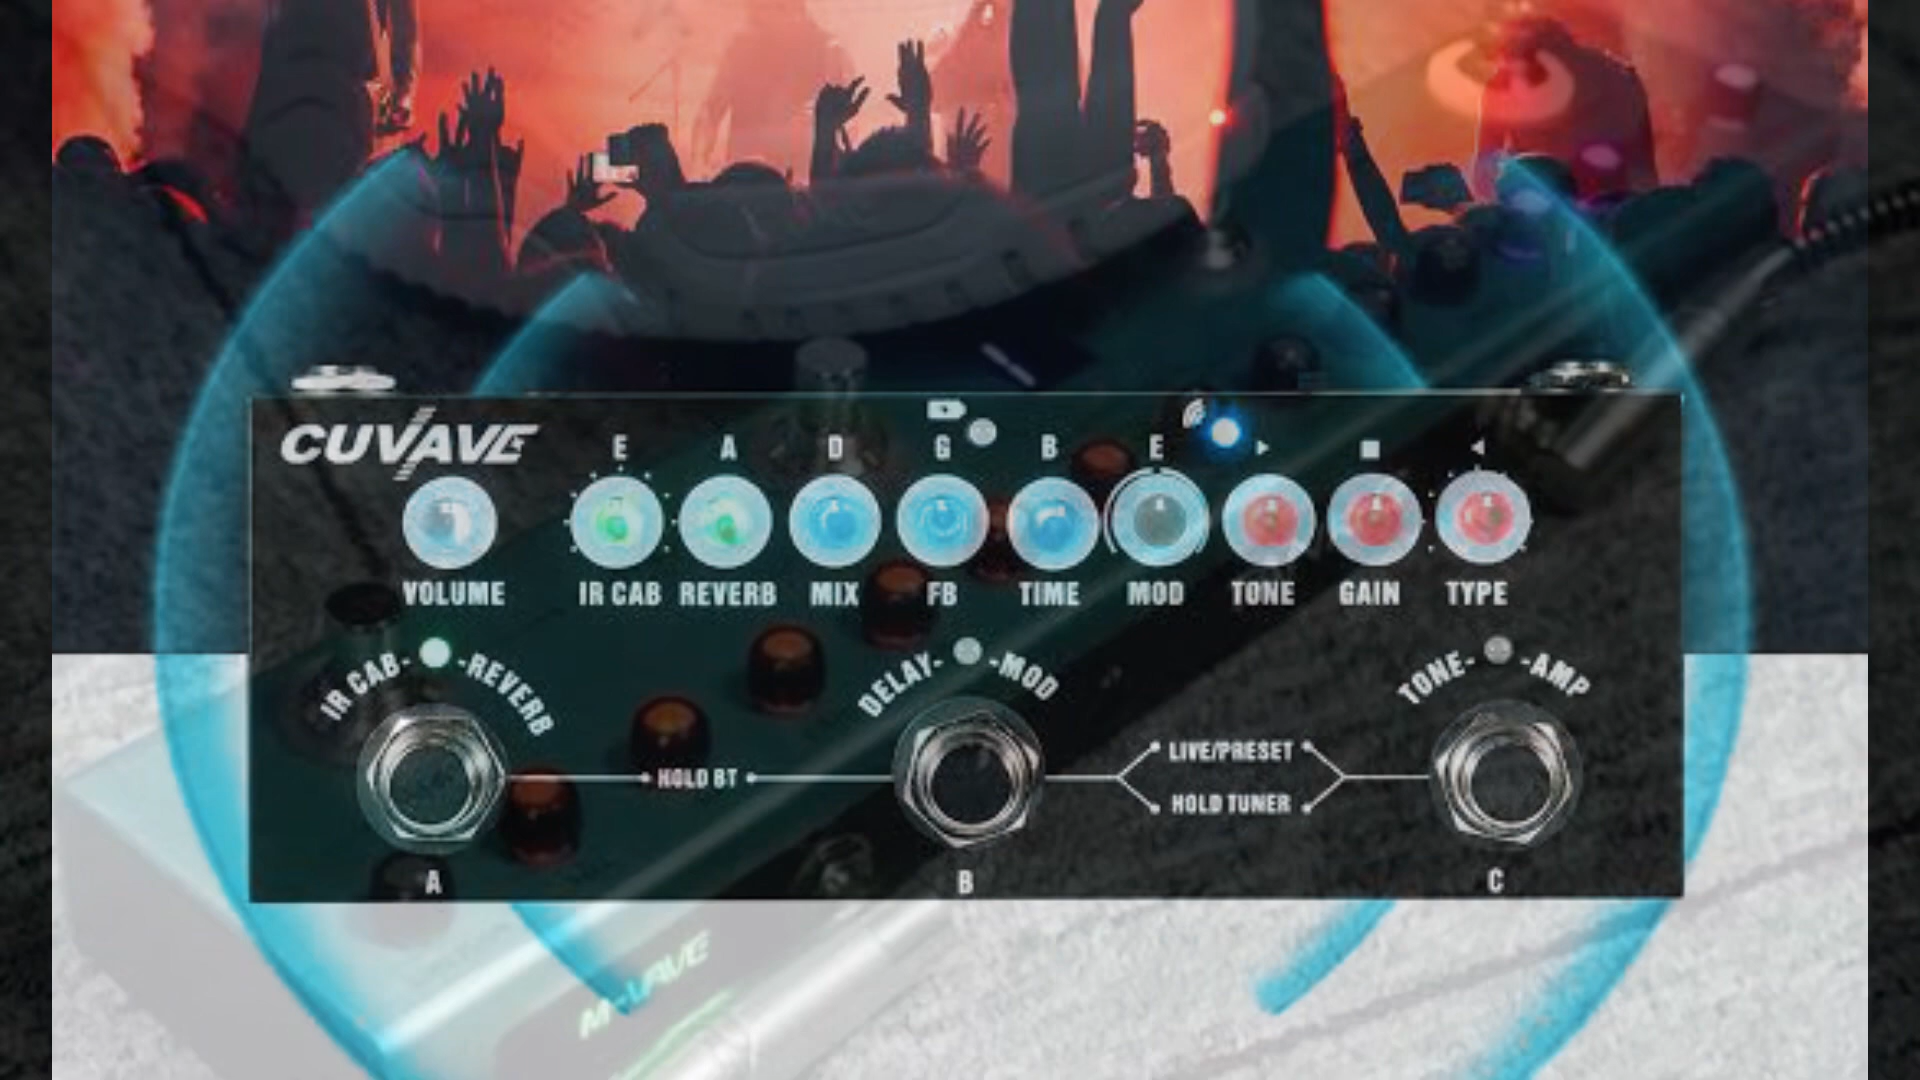 CUVAVE
E A D G B E
VOLUME IR CAB REVERB MIX FB TIME MOD TONE GAIN TYPE
IR CAB- -REVERB DELAY- -MOD TONE- -AMP
HOLD BT
LIVE/PRESET
HOLD TUNER
A B C
M-VAVE